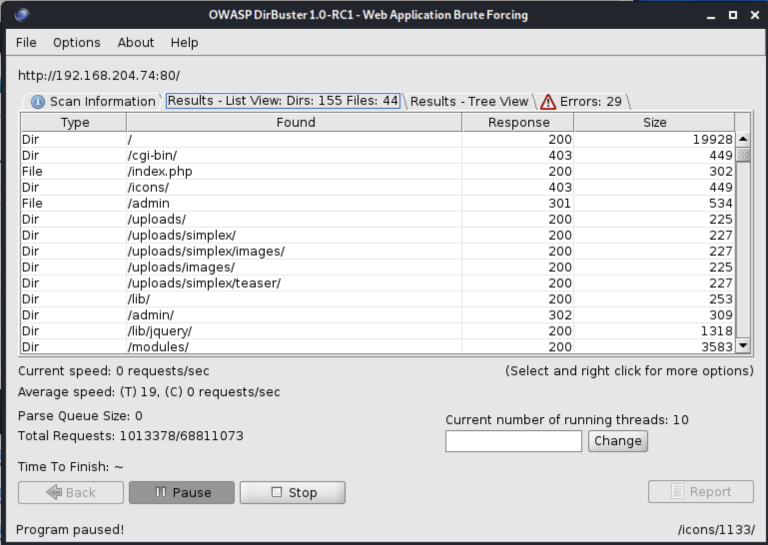 OWASP DirBuster 1.0-RC1 - Web Application Brute Forcing
File Options About Help
http://192.168.204.74:80/
Scan Information Results - List View: Dirs: 155 Files: 44 Results - Tree View Errors: 29
Type Found Response Size
Dir / 200 19928
Dir /cgi-bin/ 403 449
File /index.php 200 302
Dir /icons/ 403 449
File /admin 301 534
Dir /uploads/ 200 225
Dir /uploads/simplex/ 200 227
Dir /uploads/simplex/images/ 200 227
Dir /uploads/images/ 200 225
Dir /uploads/simplex/teaser/ 200 227
Dir /lib/ 200 253
Dir /admin/ 302 309
Dir /lib/jquery/ 200 1318
Dir /modules/ 200 3583
Current speed: 0 requests/sec (Select and right click for more options)
Average speed: (T) 19, (C) 0 requests/sec
Parse Queue Size: 0
Current number of running threads: 10
Total Requests: 1013378/68811073
Change
Time To Finish: ~
Back Pause Stop Report
Program paused! /icons/1133/